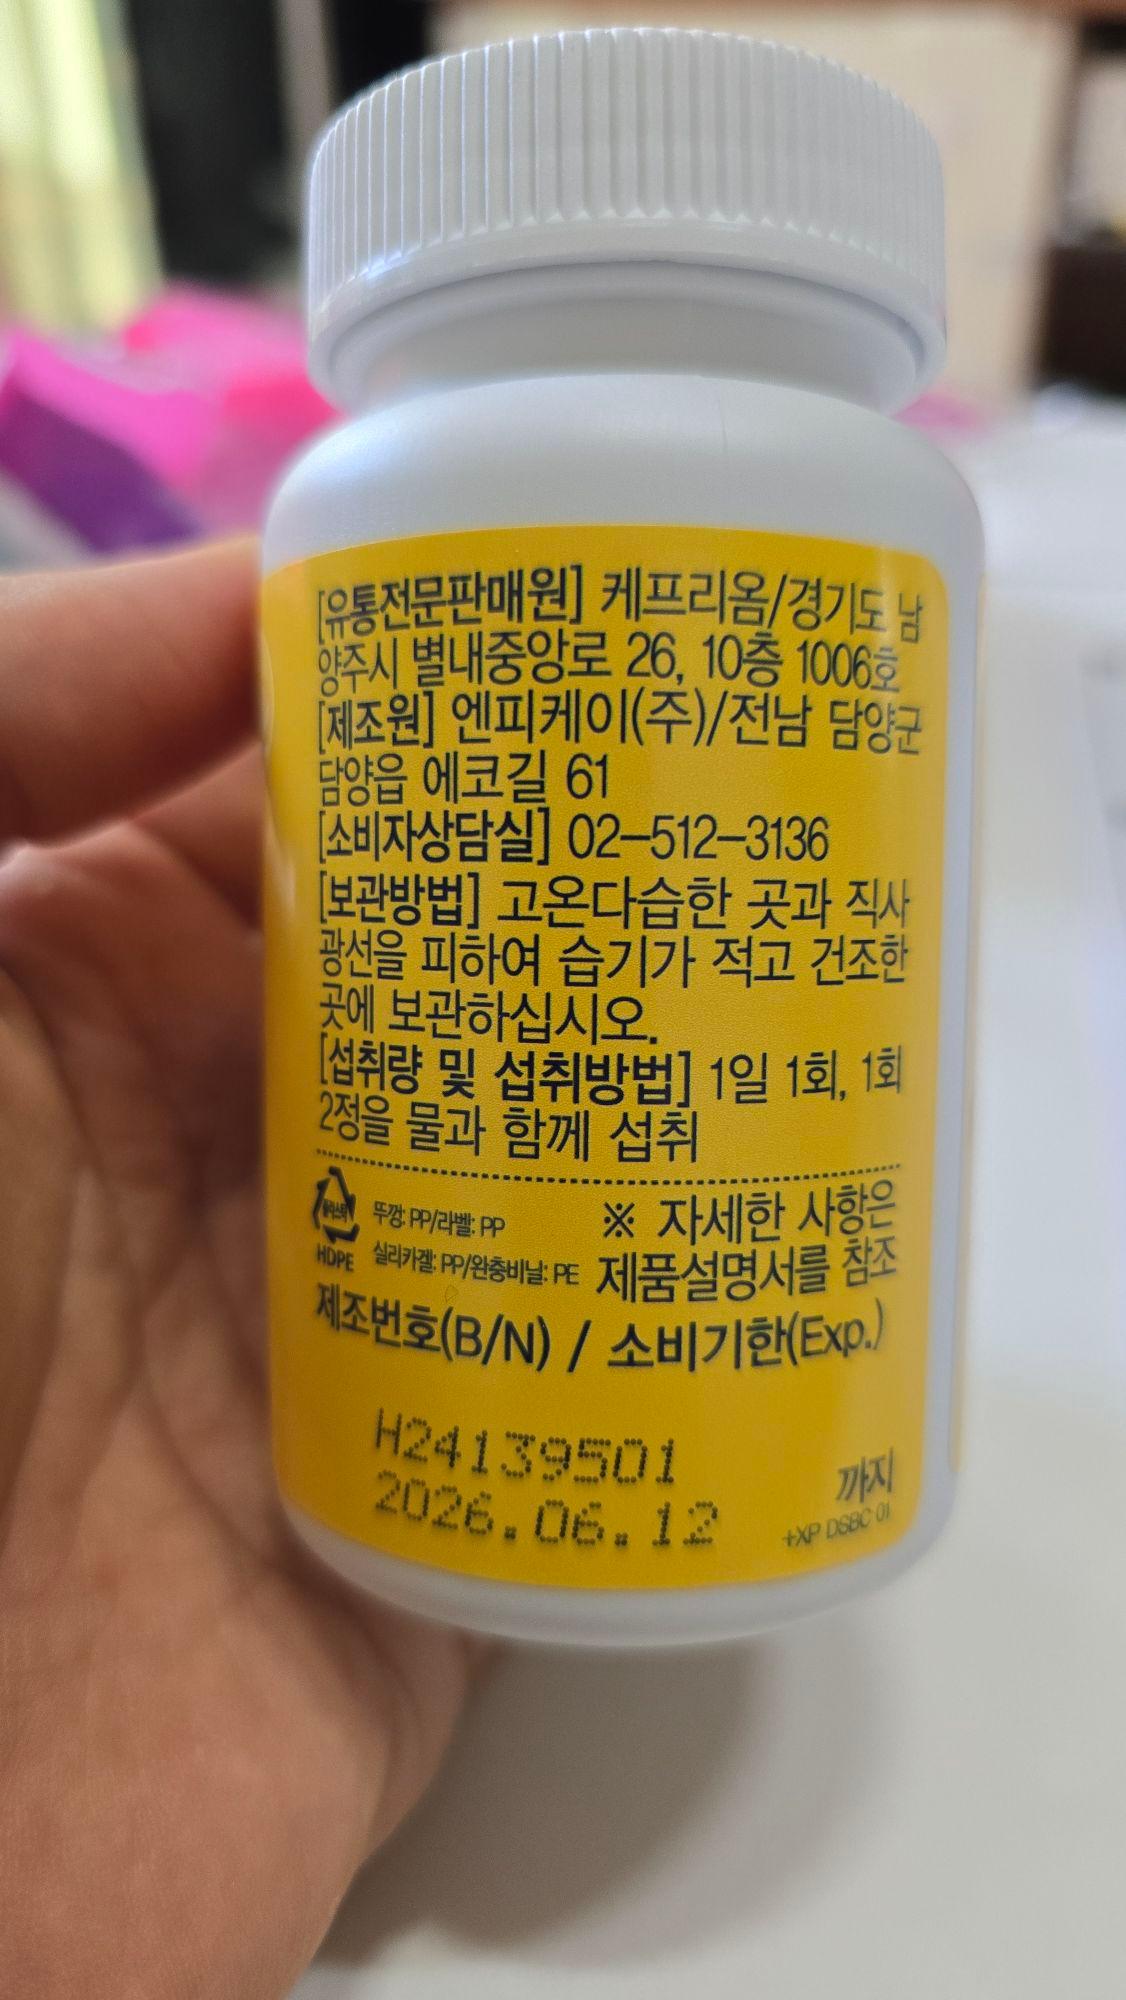 [유통전문판매원] 케프리옴/경기도 남
양주시 별내중앙로 26, 10층 1006호
[제조원] 엔피케이(주)/전남 담양군
담양읍 에코길 61
[소비자상담실] 02-512-3136
[보관방법] 고온다습한 곳과 직사
광선을 피하여 습기가 적고 건조한
곳에 보관하십시오.
[섭취량 및 섭취방법] 1일 1회, 1회
2정을 물과 함께 섭취
플라스틱
HDPE
뚜껑: PP/라벨: PP
실리카겔: PP/완충비닐: PE
※ 자세한 사항은
제품설명서를 참조
제조번호(B/N) / 소비기한(Exp.)
H24139501
2026.06.12 까지
+XP DSBC 01